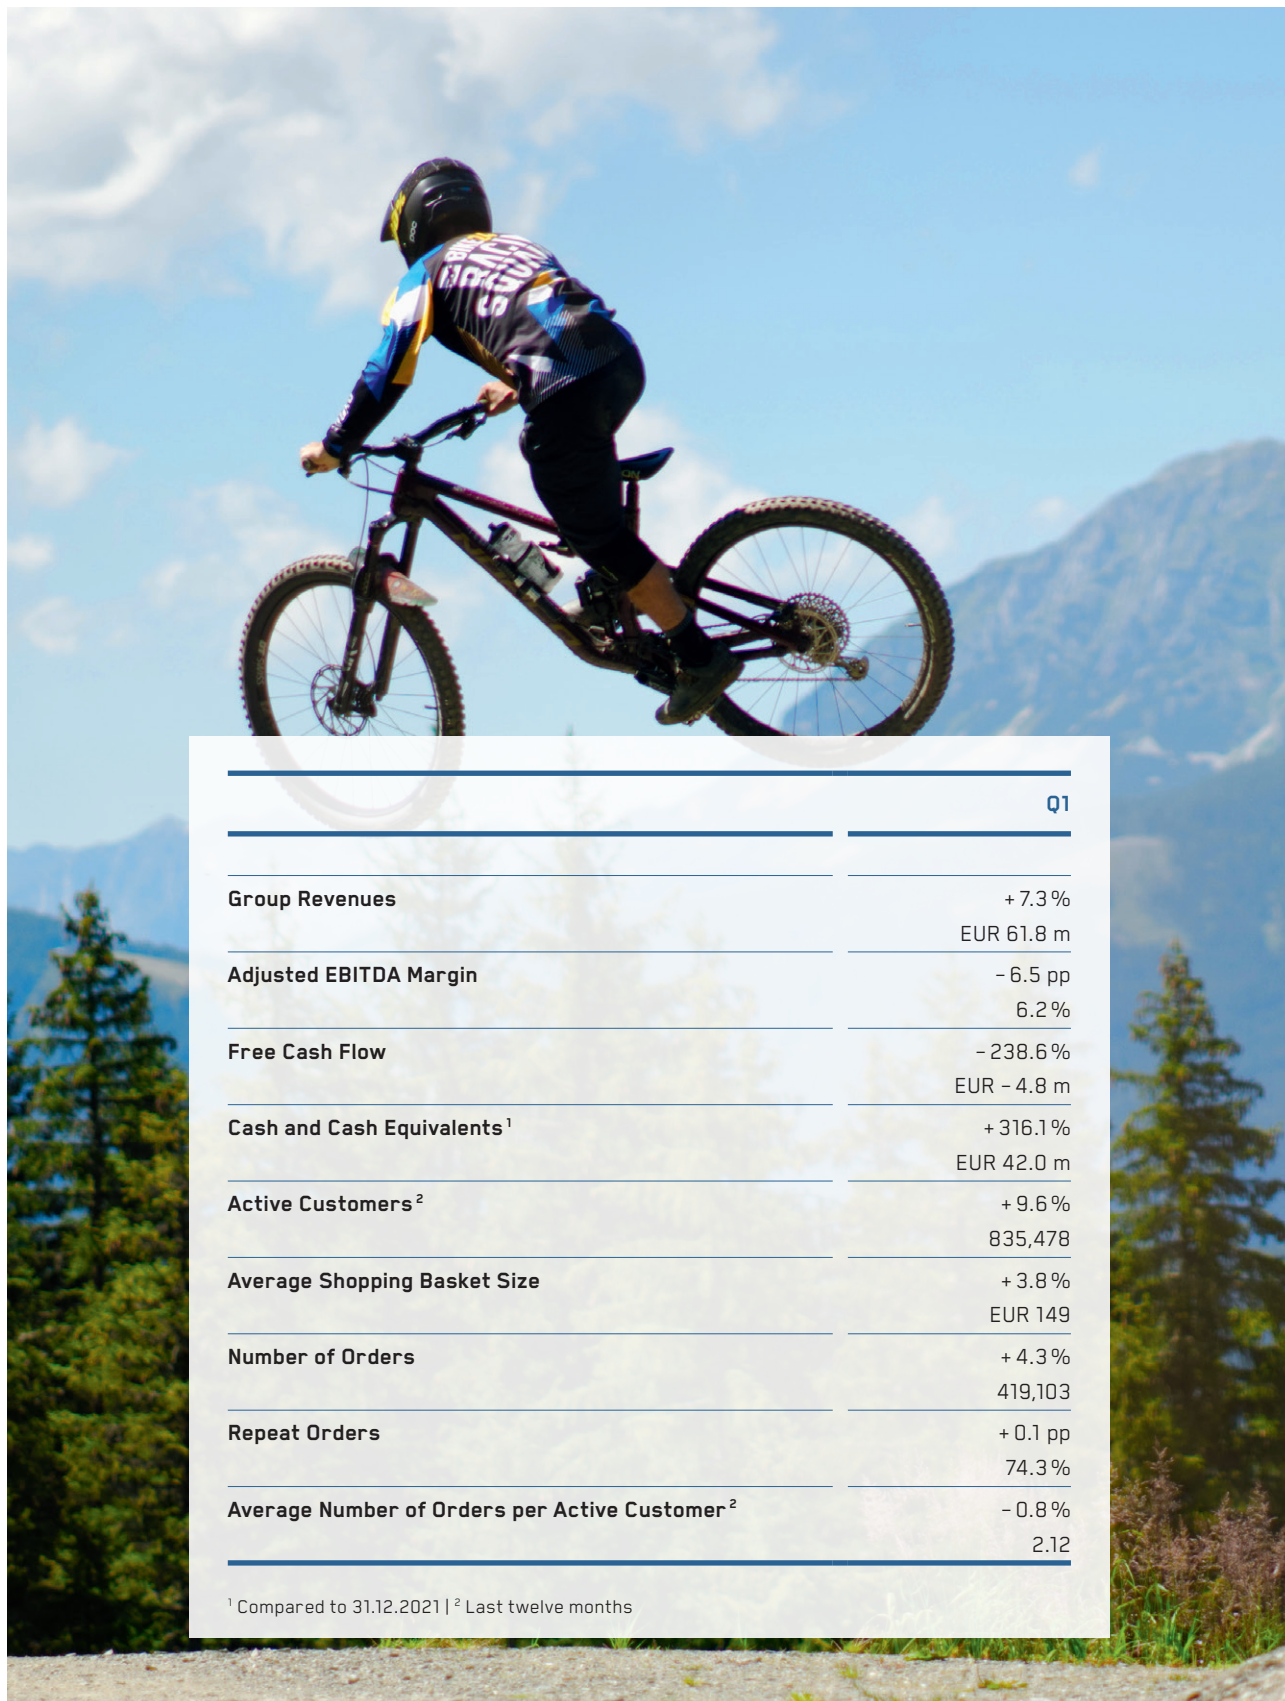 BIKE
RACING
SQUAD
POC
Q1
Group Revenues + 7.3 %
EUR 61.8 m
Adjusted EBITDA Margin – 6.5 pp
6.2 %
Free Cash Flow – 238.6 %
EUR – 4.8 m
Cash and Cash Equivalents ¹ + 316.1 %
EUR 42.0 m
Active Customers ² + 9.6 %
835,478
Average Shopping Basket Size + 3.8 %
EUR 149
Number of Orders + 4.3 %
419,103
Repeat Orders + 0.1 pp
74.3 %
Average Number of Orders per Active Customer ² – 0.8 %
2.12
¹ Compared to 31.12.2021 | ² Last twelve months